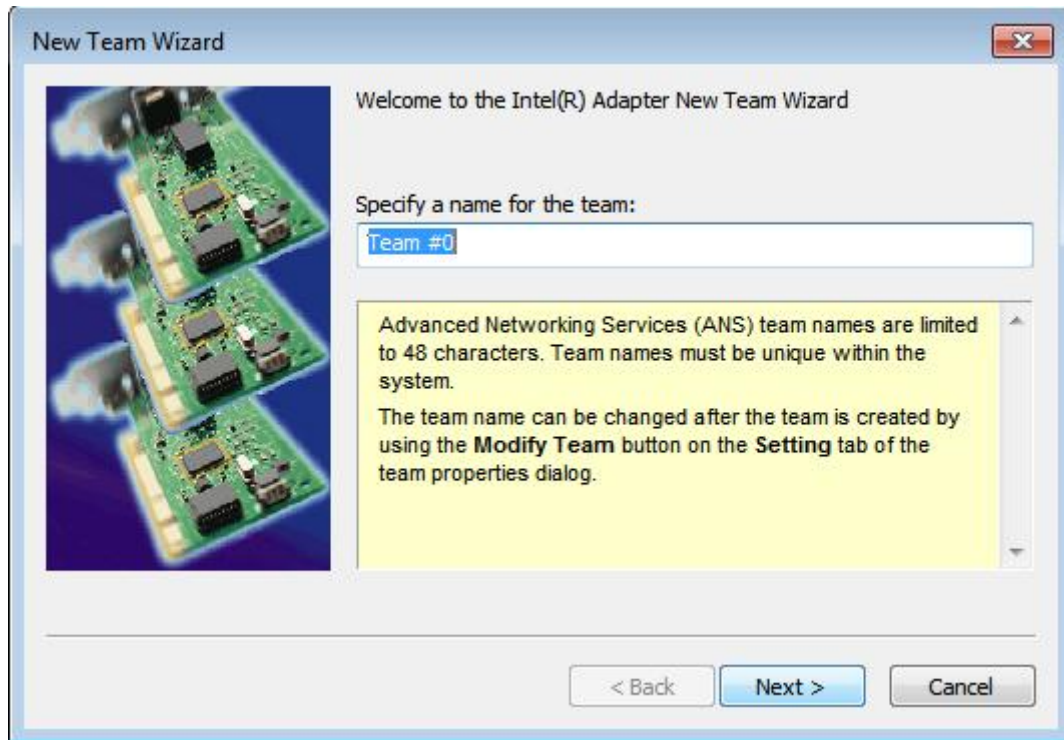 New Team Wizard
Welcome to the Intel(R) Adapter New Team Wizard
Specify a name for the team:
Team #0
Advanced Networking Services (ANS) team names are limited
to 48 characters. Team names must be unique within the
system.
The team name can be changed after the team is created by
using the Modify Team button on the Setting tab of the
team properties dialog.
< Back
Next >
Cancel